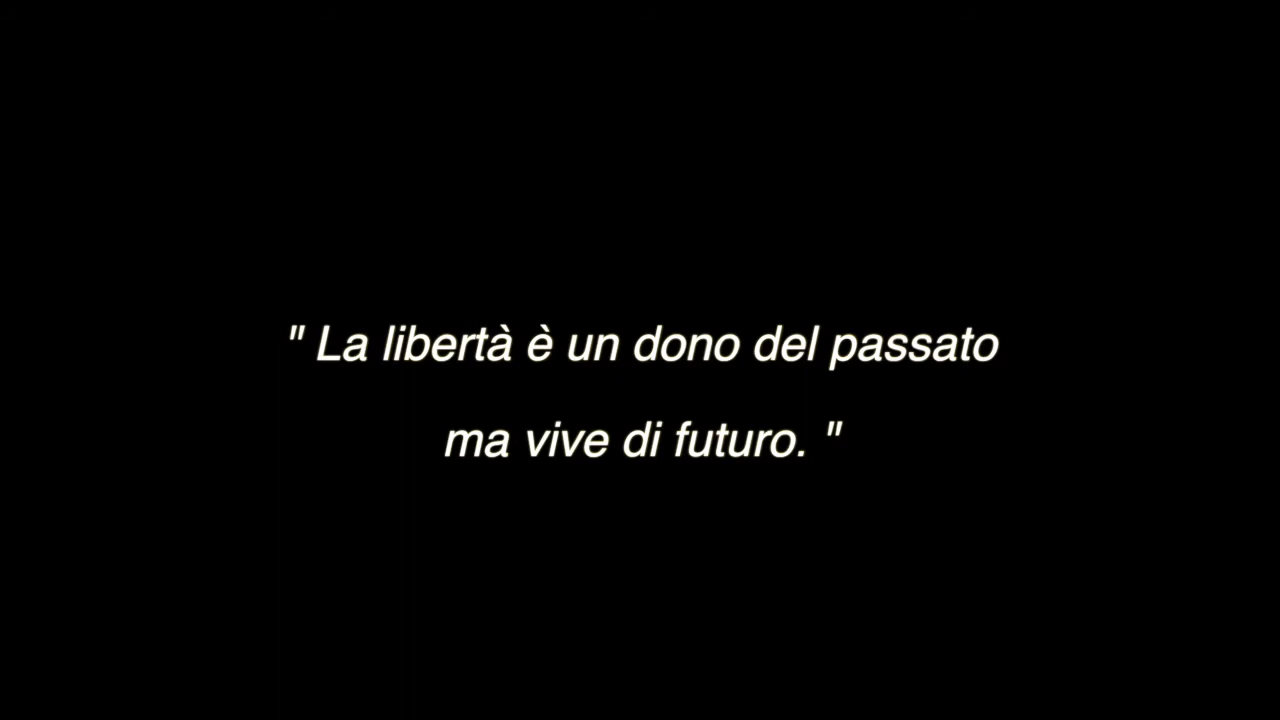 " La libertà è un dono del passato
ma vive di futuro. "